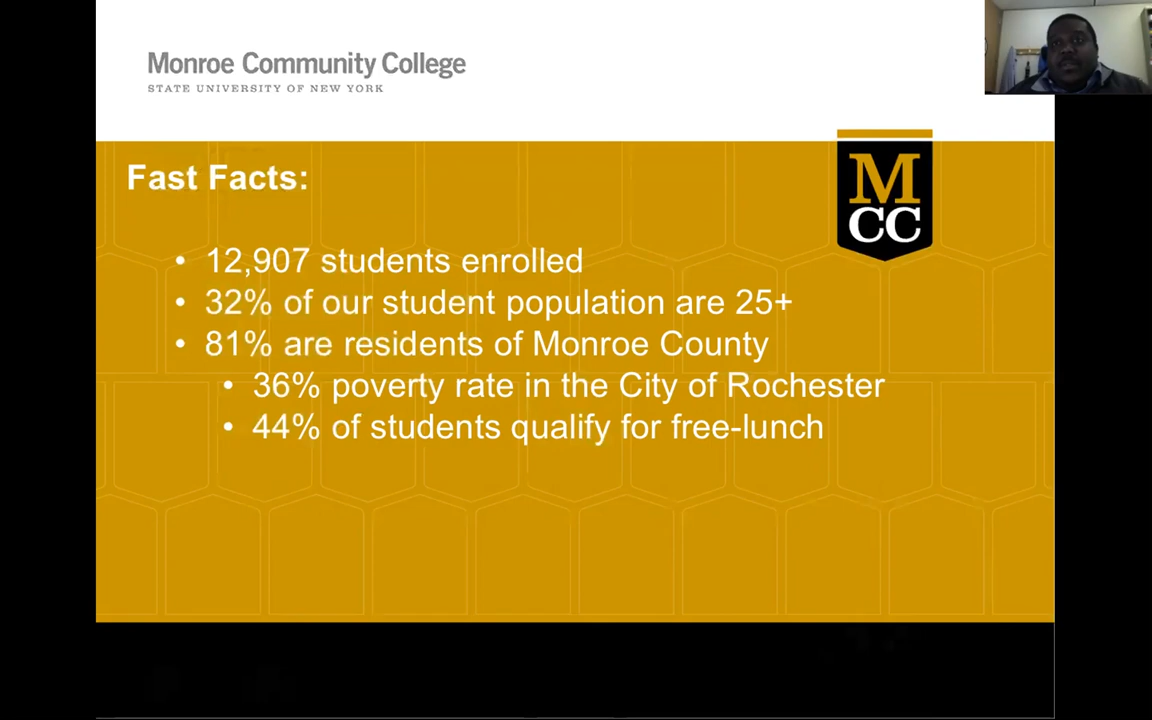 Monroe Community College
STATE UNIVERSITY OF NEW YORK
M
CC
Fast Facts:
• 12,907 students enrolled
• 32% of our student population are 25+
• 81% are residents of Monroe County
• 36% poverty rate in the City of Rochester
• 44% of students qualify for free-lunch